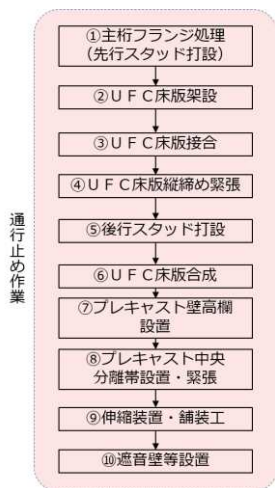 ①主桁フランジ処理
（先行スタッド打設）
②ＵＦＣ床版架設
③ＵＦＣ床版接合
④ＵＦＣ床版縦締め緊張
⑤後行スタッド打設
⑥ＵＦＣ床版合成
⑦プレキャスト壁高欄
設置
⑧プレキャスト中央
分離帯設置・緊張
⑨伸縮装置・舗装工
⑩遮音壁等設置
通行止め作業